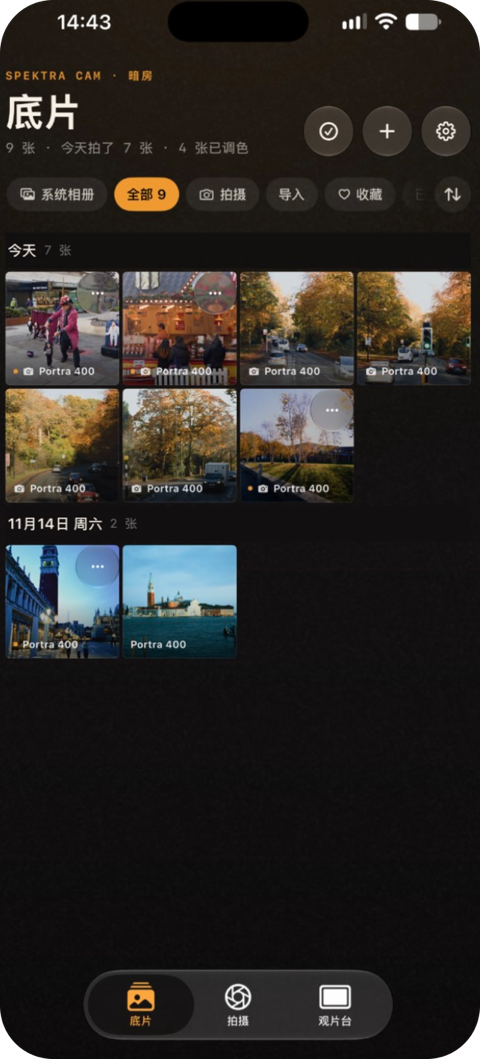 14:43
SPEKTRA CAM · 暗房
底片
9 张 · 今天拍了 7 张 · 4 张已调色
系统相册 全部 9 拍摄 导入 收藏
今天 7 张
Portra 400 Portra 400 Portra 400 Portra 400
Portra 400 Portra 400 Portra 400
11月14日 周六 2 张
Portra 400 Portra 400
底片 拍摄 观片台